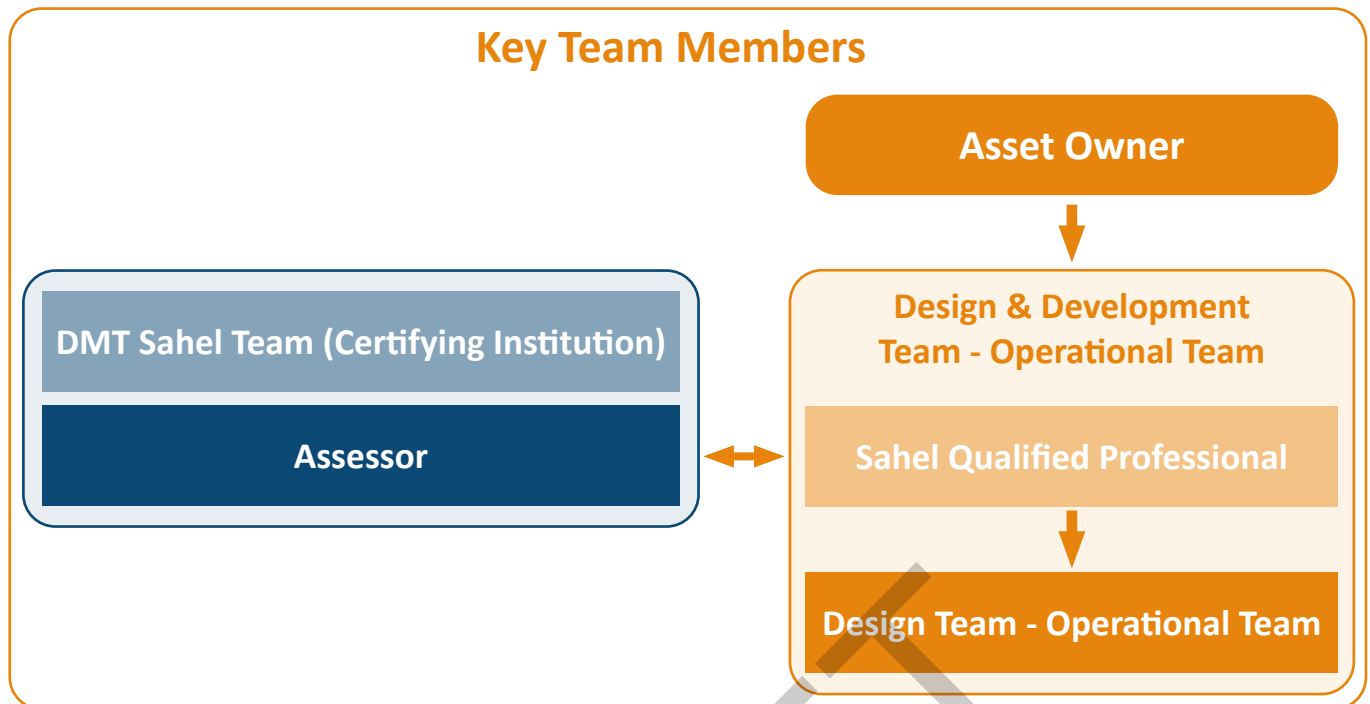 Key Team Members
Asset Owner
DMT Sahel Team (Certifying Institution)
Assessor
Design & Development
Team - Operational Team
Sahel Qualified Professional
Design Team - Operational Team